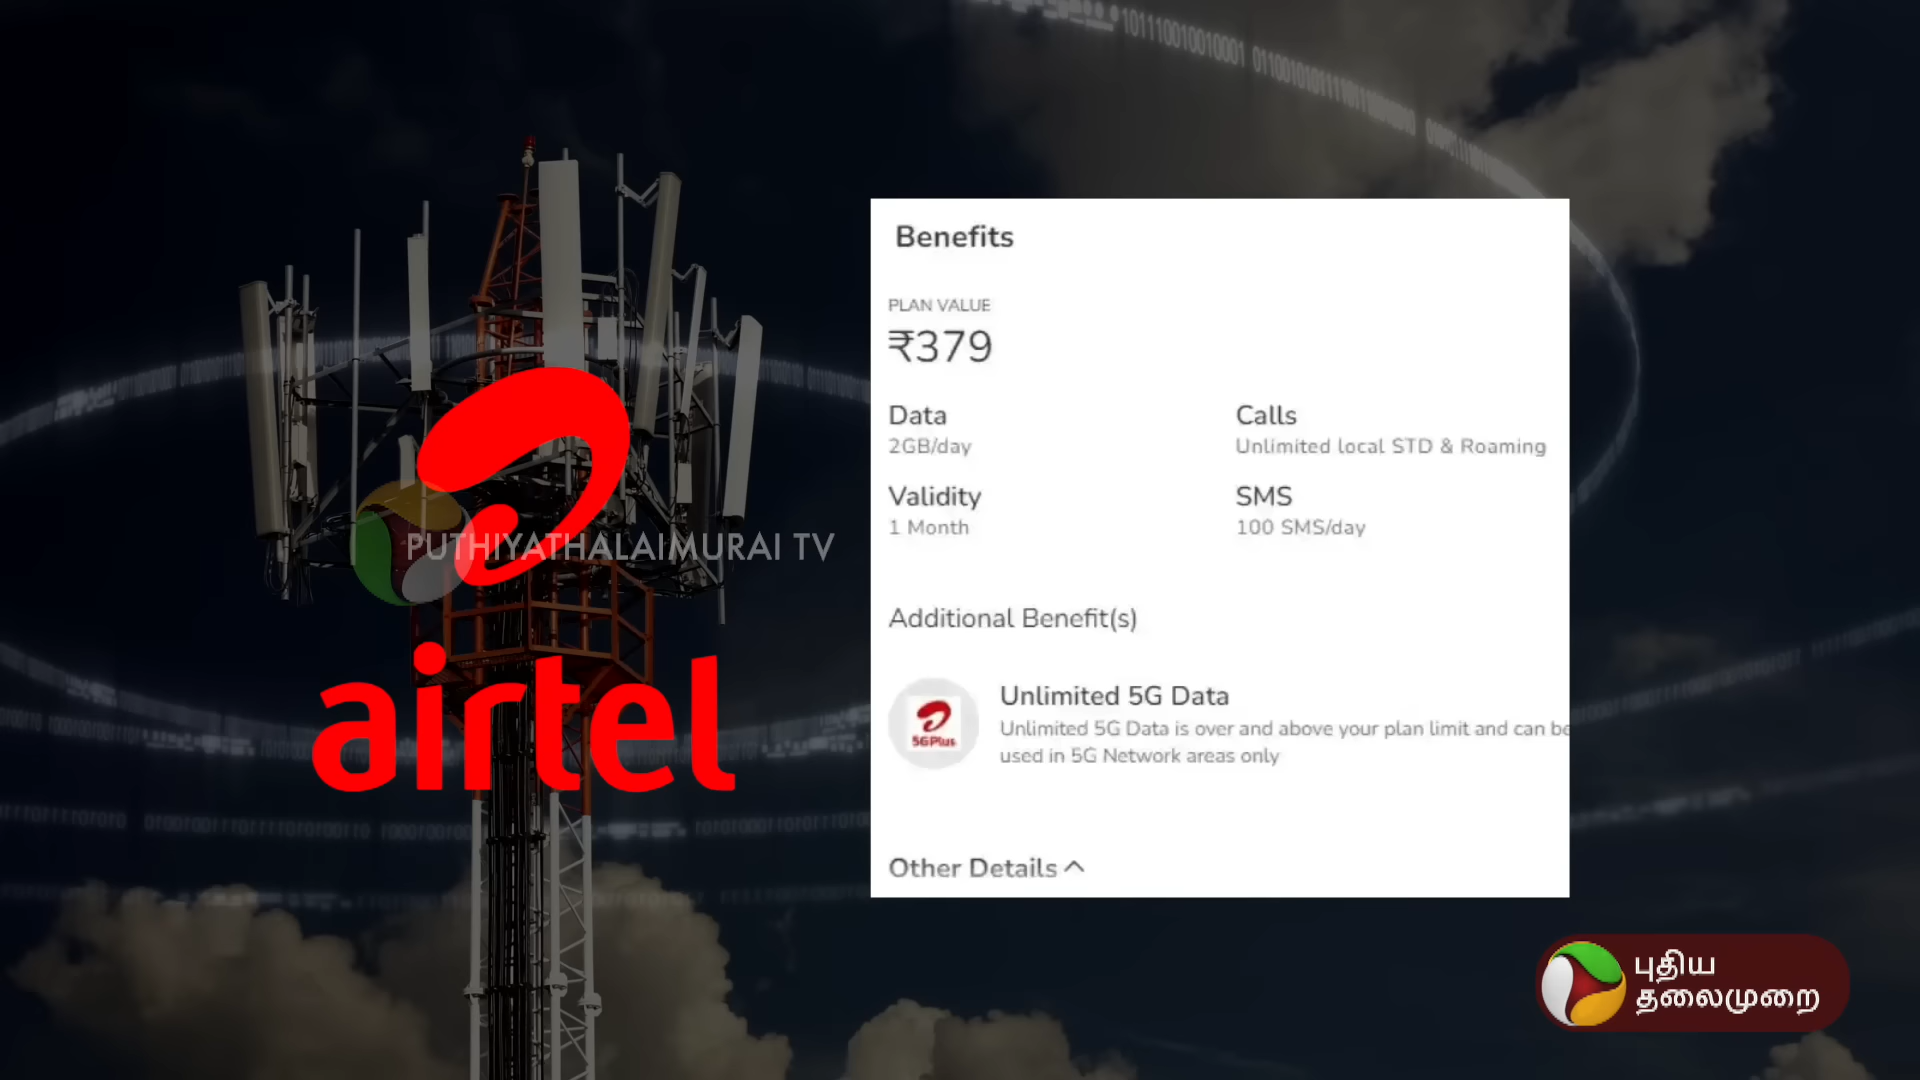 Benefits
PLAN VALUE
₹379
Data
2GB/day
Calls
Unlimited local STD & Roaming
Validity
1 Month
SMS
100 SMS/day
Additional Benefit(s)
5G Plus
Unlimited 5G Data
Unlimited 5G Data is over and above your plan limit and can be
used in 5G Network areas only
Other Details
PUTHIYATHALAIMURAI TV
airtel
புதிய
தலைமுறை